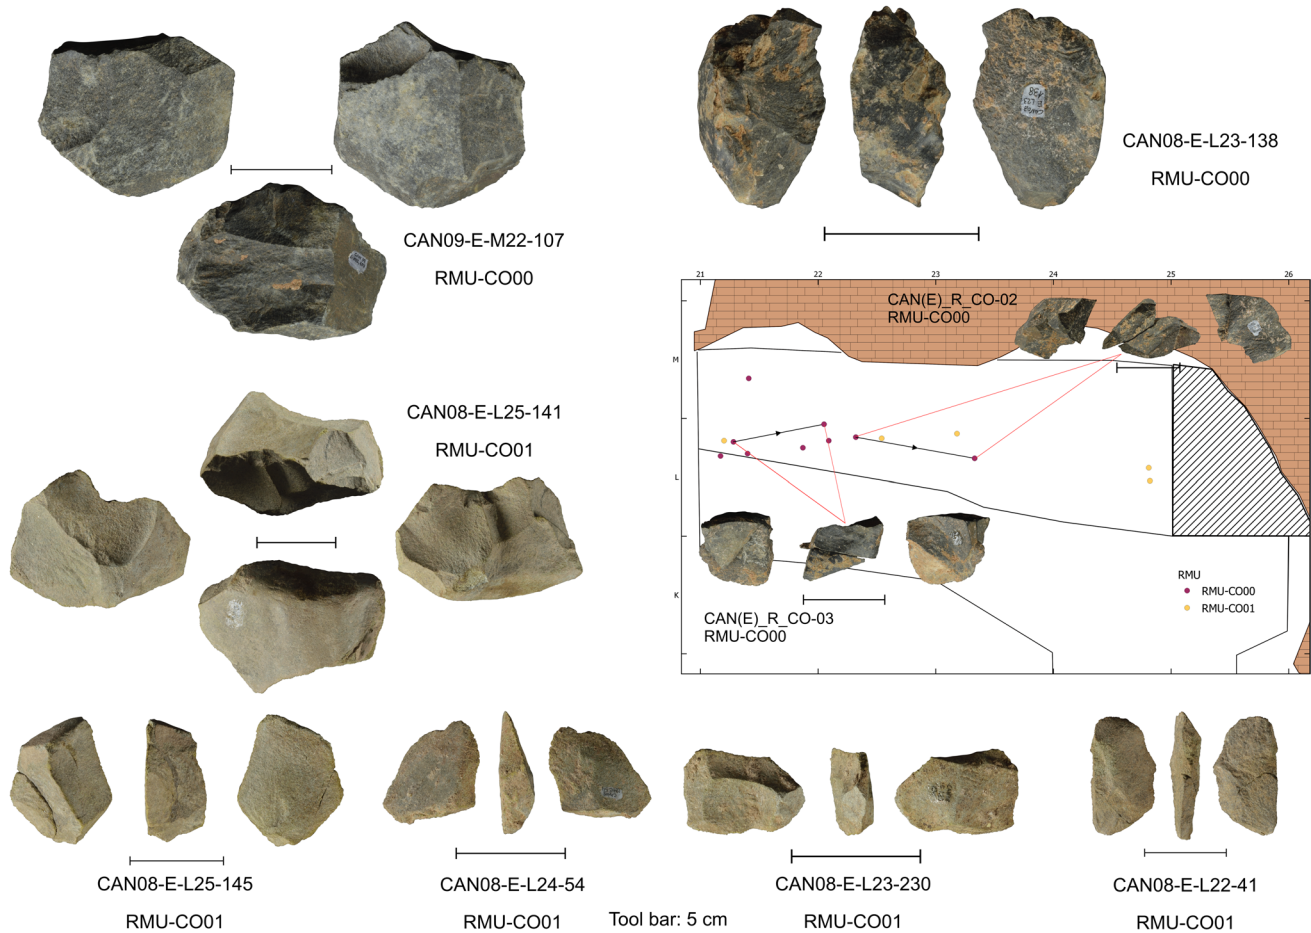 CAN08-E-L23-138
RMU-CO00
CAN09-E-M22-107
RMU-CO00
21 22 23 24 25 26
M
L
K
CAN(E)_R_CO-02
RMU-CO00
CAN(E)_R_CO-03
RMU-CO00
RMU
RMU-CO00
RMU-CO01
CAN08-E-L25-141
RMU-CO01
CAN08-E-L25-145
RMU-CO01
CAN08-E-L24-54
RMU-CO01
CAN08-E-L23-230
RMU-CO01
CAN08-E-L22-41
RMU-CO01
Tool bar: 5 cm